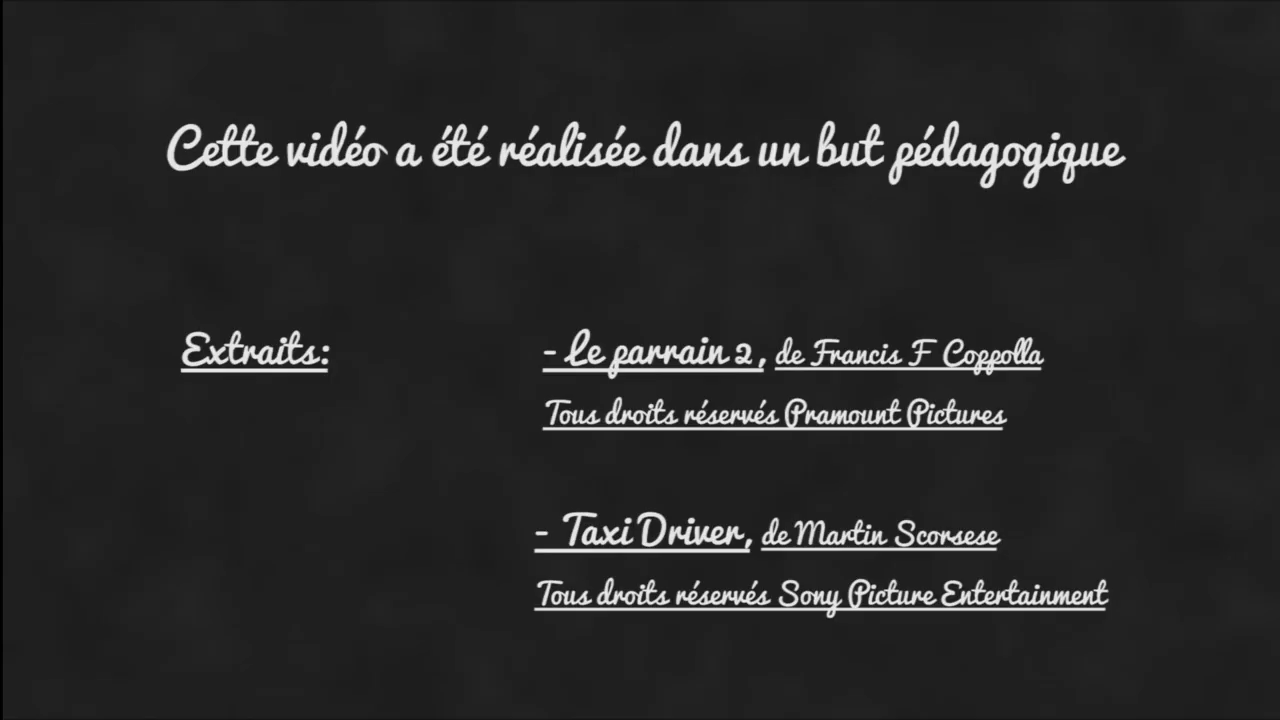 Cette vidéo a été réalisée dans un but pédagogique
Extraits:
- Le parrain 2, de Francis F Coppolla
Tous droits réservés Pramount Pictures
- Taxi Driver, de Martin Scorsese
Tous droits réservés Sony Picture Entertainment